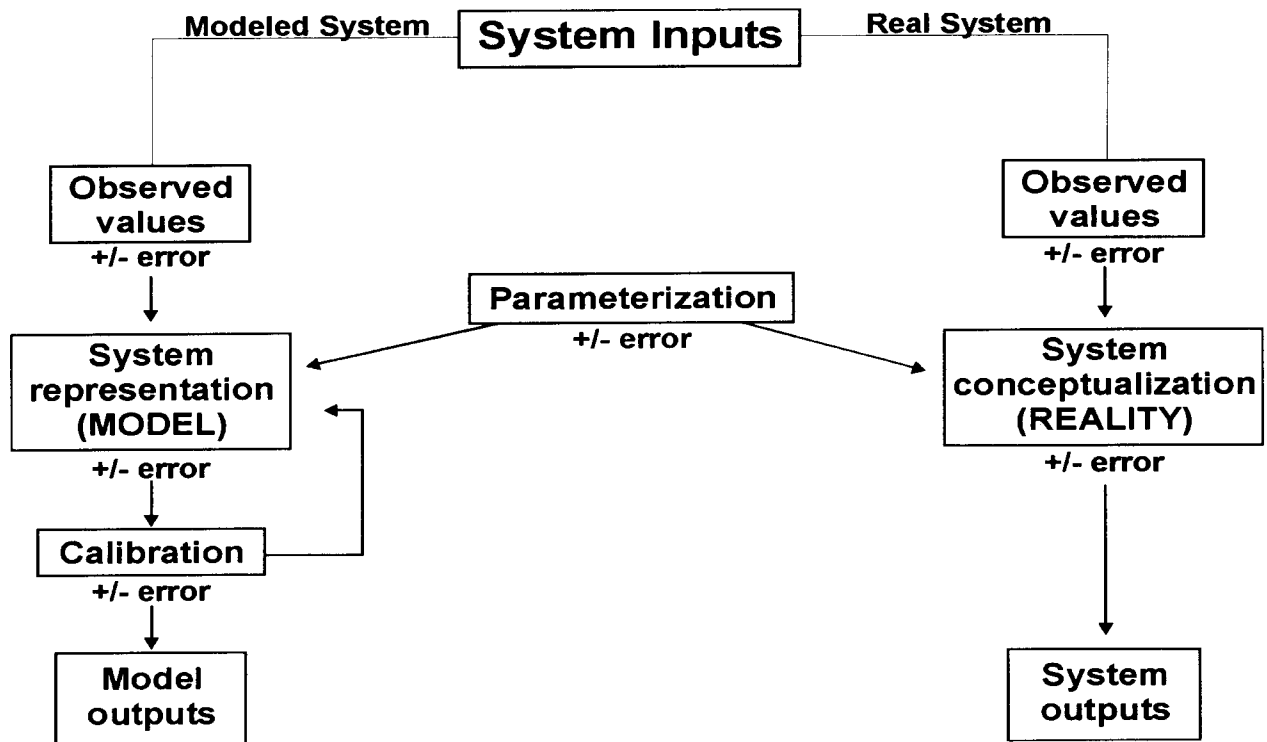 Modeled System
System Inputs
Real System
Observed
values
+/- error
Observed
values
+/- error
Parameterization
+/- error
System
representation
(MODEL)
+/- error
System
conceptualization
(REALITY)
+/- error
Calibration
+/- error
Model
outputs
System
outputs